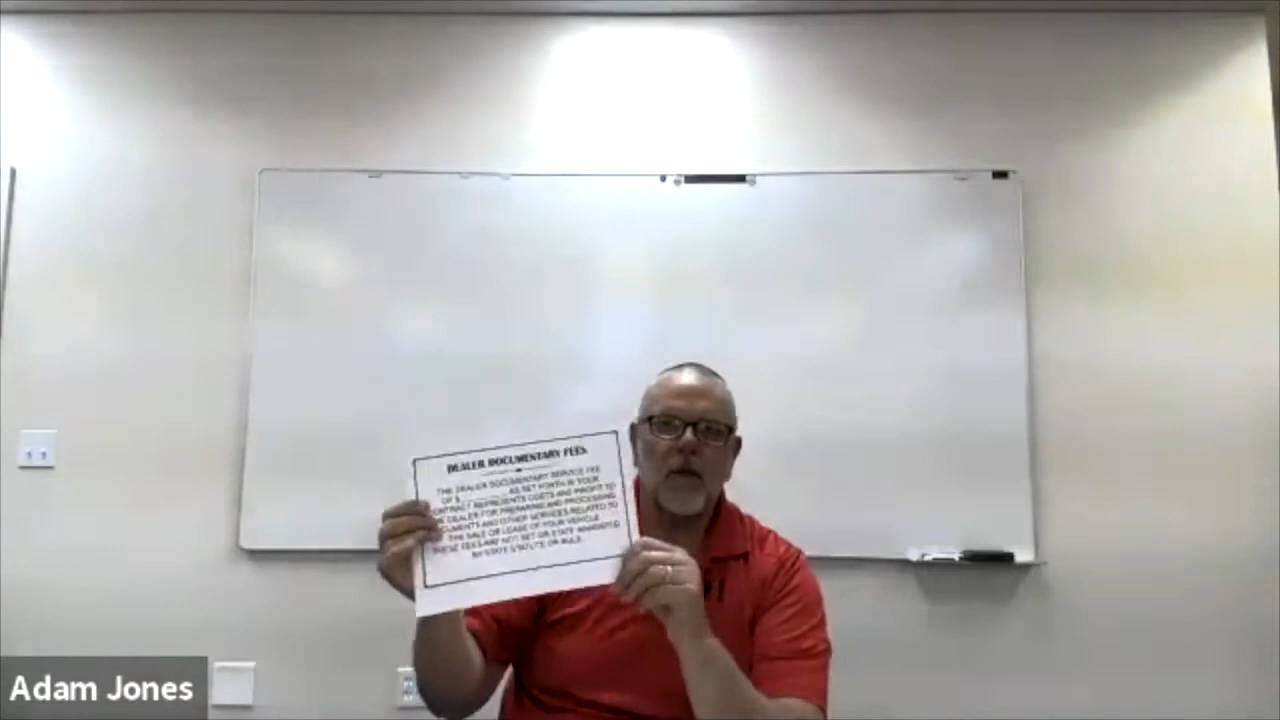 DEALER DOCUMENTARY FEES
THE DEALER DOCUMENTARY SERVICE FEE
OF $________ AS SET FORTH IN YOUR
CONTRACT REPRESENTS COSTS AND PROFIT TO
DEALER FOR PREPARING AND PROCESSING
DOCUMENTS AND OTHER SERVICES RELATED TO
THE SALE OR LEASE OF YOUR VEHICLE.
THESE FEES ARE NOT SET OR STATE MANDATED
BY STATE STATUTE OR RULE.
Adam Jones